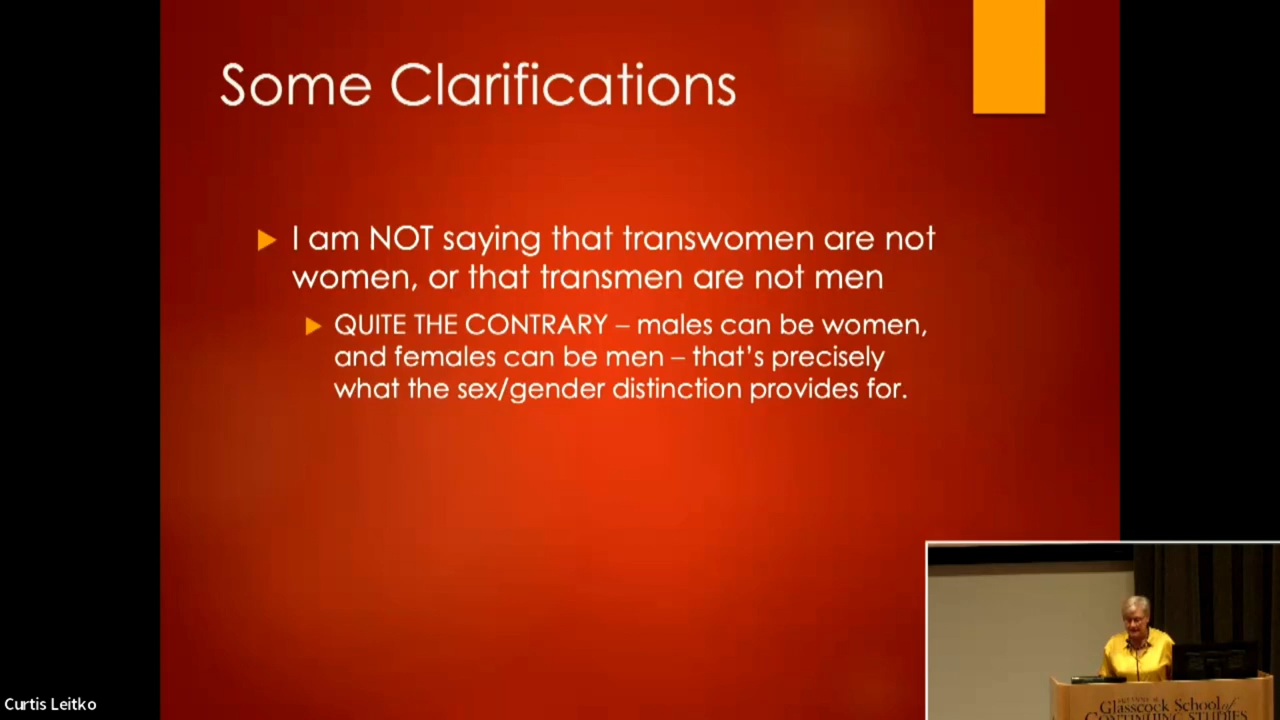 Some Clarifications
I am NOT saying that transwomen are not
women, or that transmen are not men
QUITE THE CONTRARY – males can be women,
and females can be men – that's precisely
what the sex/gender distinction provides for.
Curtis Leitko
Glasscock School of
CONTINUING STUDIES